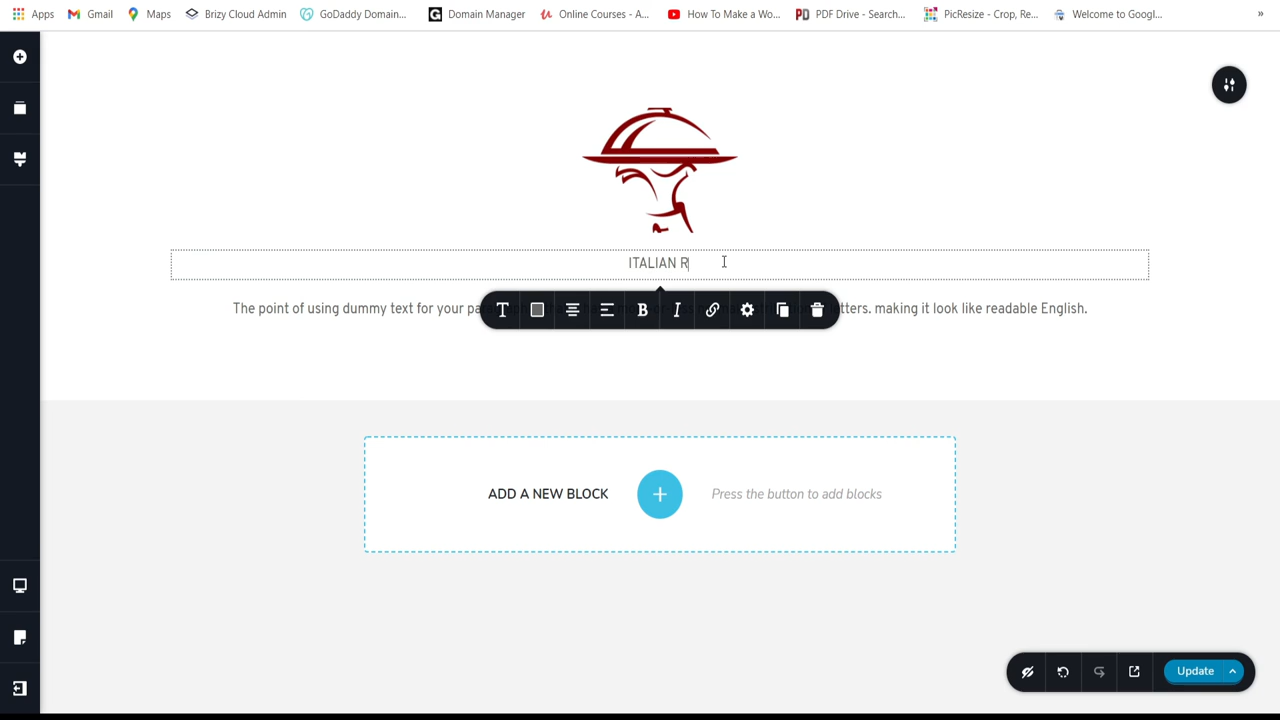 Apps Gmail Maps Brizy Cloud Admin GoDaddy Domain... Domain Manager Online Courses - A... How To Make a Wo... PDF Drive - Search... PicResize - Crop, Re... Welcome to Googl... »
ITALIAN R
The point of using dummy text for your pa tters. making it look like readable English.
T B I
ADD A NEW BLOCK + Press the button to add blocks
Update